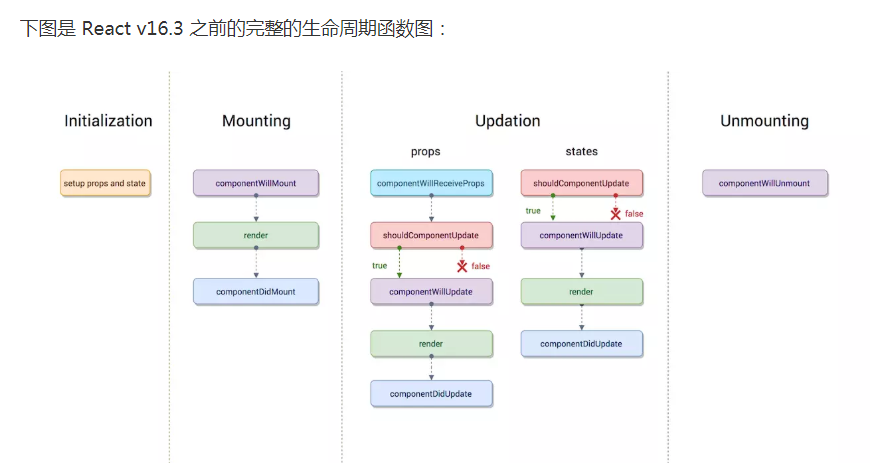 下图是 React v16.3 之前的完整的生命周期函数图：
Initialization
Mounting
Updation
Unmounting
props
states
setup props and state
componentWillMount
render
componentDidMount
componentWillReceiveProps
shouldComponentUpdate
true
false
componentWillUpdate
render
componentDidUpdate
shouldComponentUpdate
true
false
componentWillUpdate
render
componentDidUpdate
componentWillUnmount